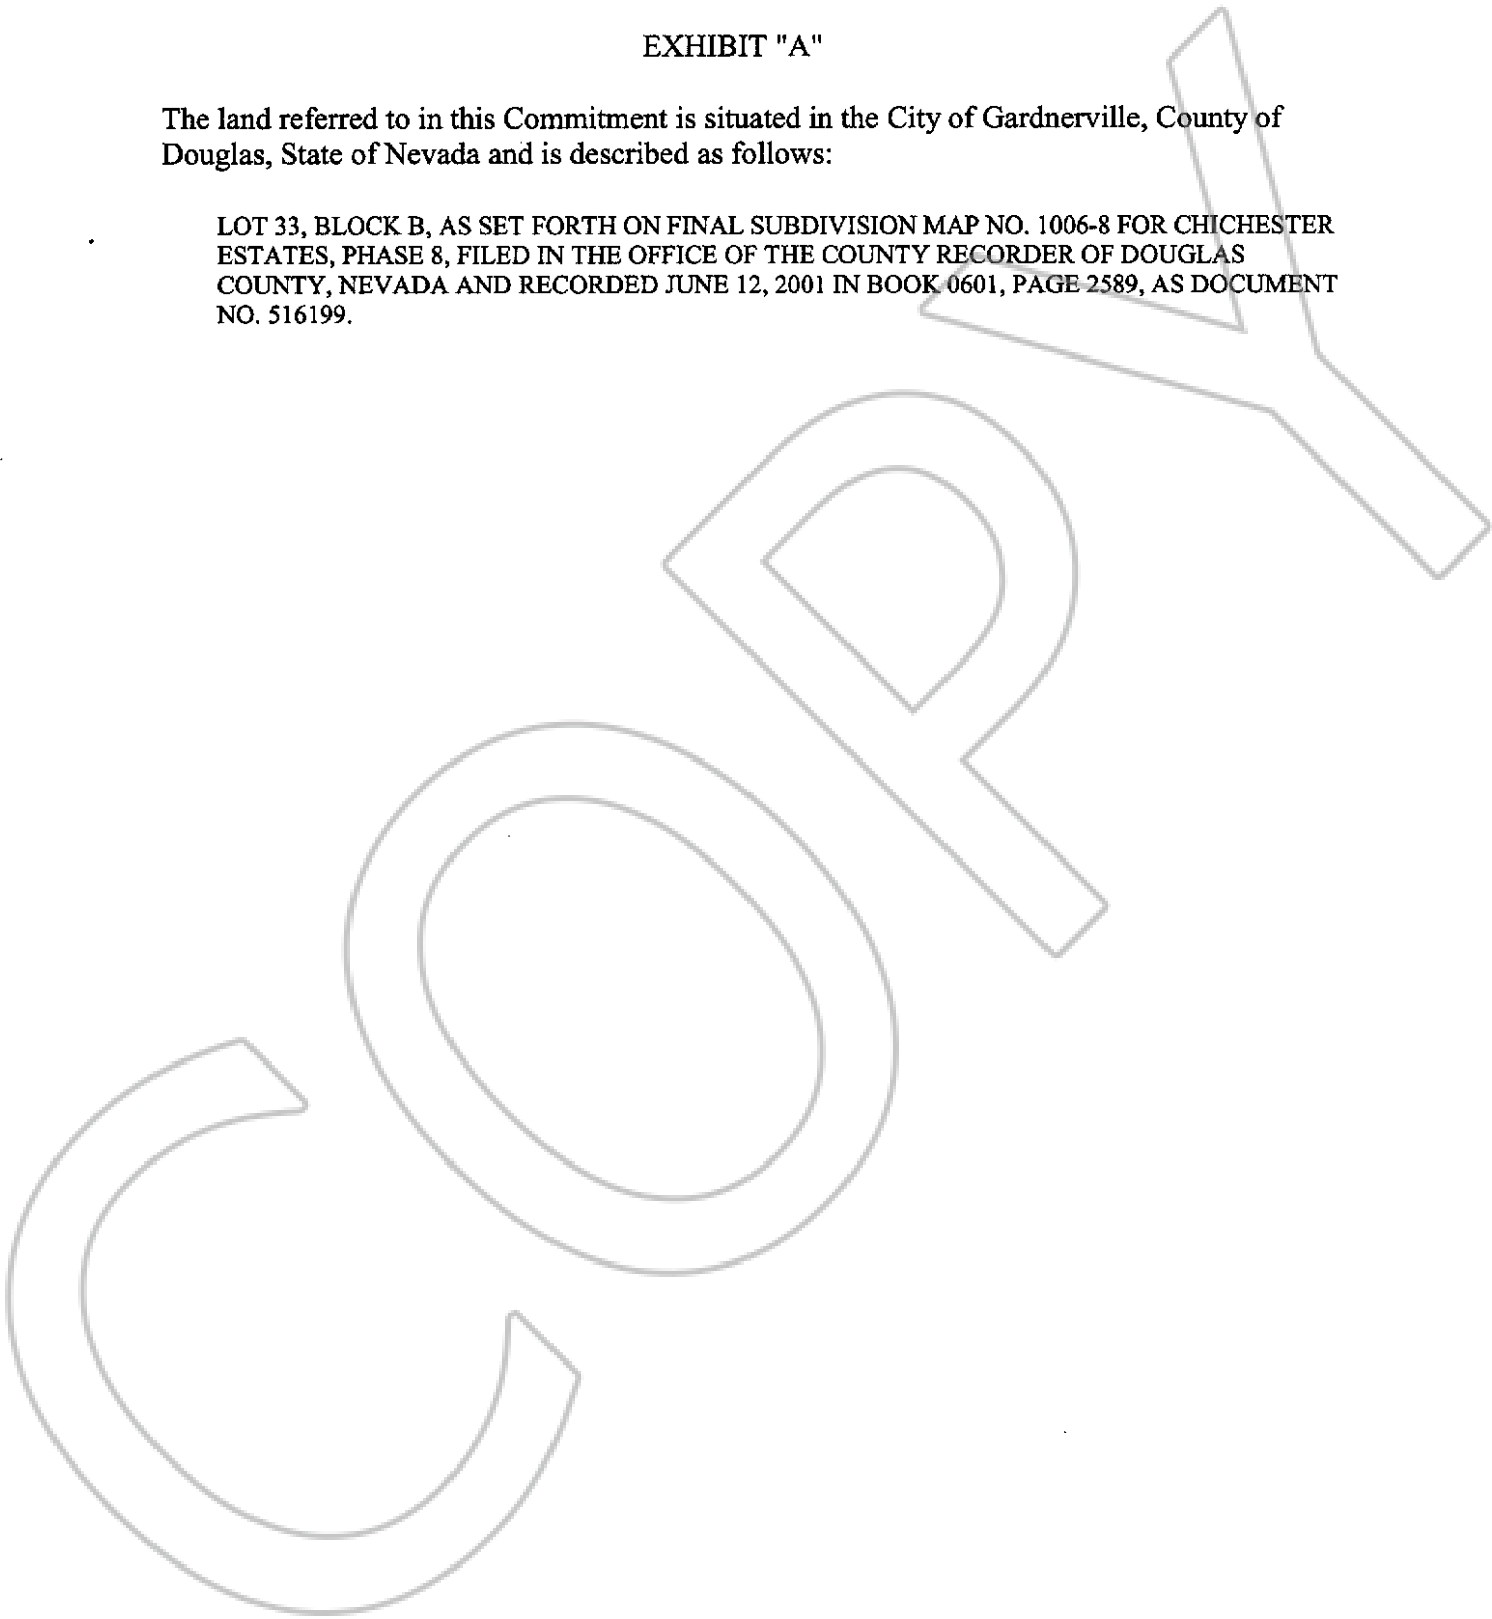 EXHIBIT "A"
The land referred to in this Commitment is situated in the City of Gardnerville, County of
Douglas, State of Nevada and is described as follows:
LOT 33, BLOCK B, AS SET FORTH ON FINAL SUBDIVISION MAP NO. 1006-8 FOR CHICHESTER
ESTATES, PHASE 8, FILED IN THE OFFICE OF THE COUNTY RECORDER OF DOUGLAS
COUNTY, NEVADA AND RECORDED JUNE 12, 2001 IN BOOK 0601, PAGE 2589, AS DOCUMENT
NO. 516199.
COPY